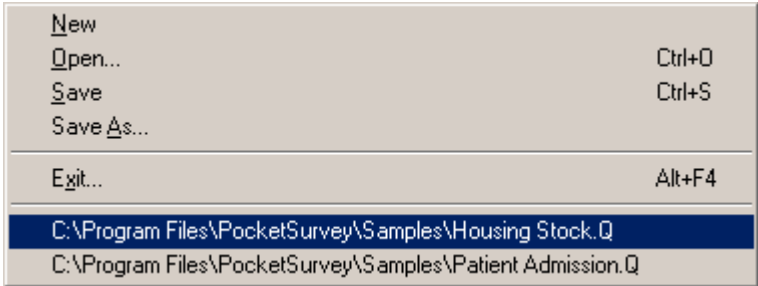 New
Open... Ctrl+O
Save Ctrl+S
Save As...
Exit... Alt+F4
C:\Program Files\PocketSurvey\Samples\Housing Stock.Q
C:\Program Files\PocketSurvey\Samples\Patient Admission.Q